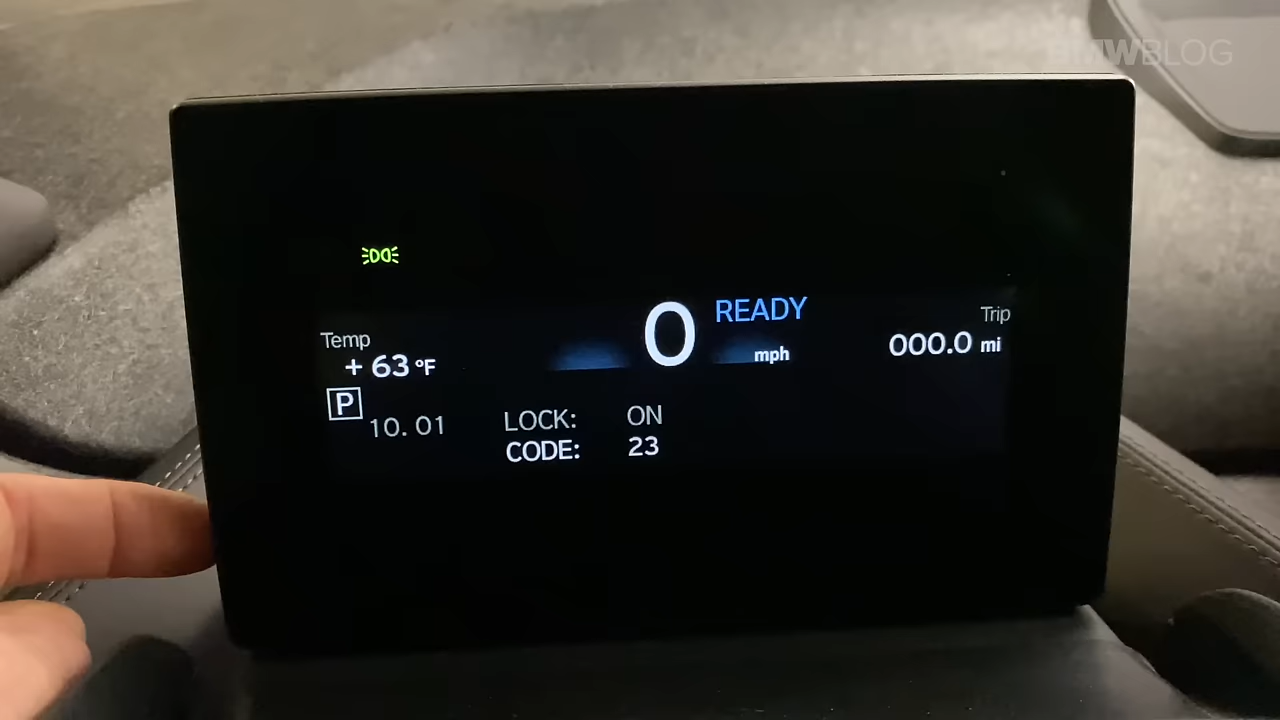 BMWBLOG
READY
0
mph
Temp
+ 63 °F
P
10.01
Trip
000.0 mi
LOCK: ON
CODE: 23